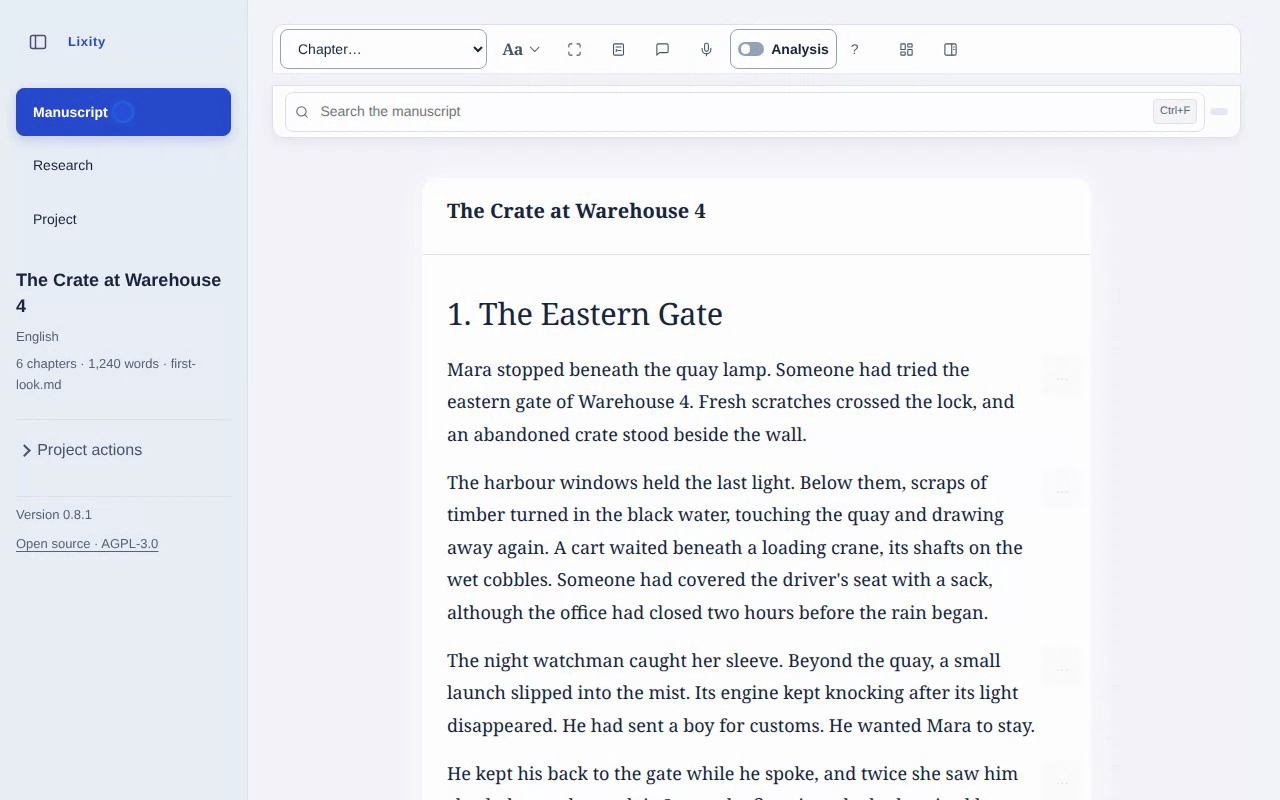 Lixity
Manuscript
Research
Project
The Crate at Warehouse
4
English
6 chapters · 1,240 words · first-
look.md
Project actions
Version 0.8.1
Open source · AGPL-3.0
Chapter…
Aa
Analysis
?
Search the manuscript
Ctrl+F
The Crate at Warehouse 4
1. The Eastern Gate
Mara stopped beneath the quay lamp. Someone had tried the
eastern gate of Warehouse 4. Fresh scratches crossed the lock, and
an abandoned crate stood beside the wall.
...
The harbour windows held the last light. Below them, scraps of
timber turned in the black water, touching the quay and drawing
away again. A cart waited beneath a loading crane, its shafts on the
wet cobbles. Someone had covered the driver's seat with a sack,
although the office had closed two hours before the rain began.
...
The night watchman caught her sleeve. Beyond the quay, a small
launch slipped into the mist. Its engine kept knocking after its light
disappeared. He had sent a boy for customs. He wanted Mara to stay.
...
He kept his back to the gate while he spoke, and twice she saw him
...